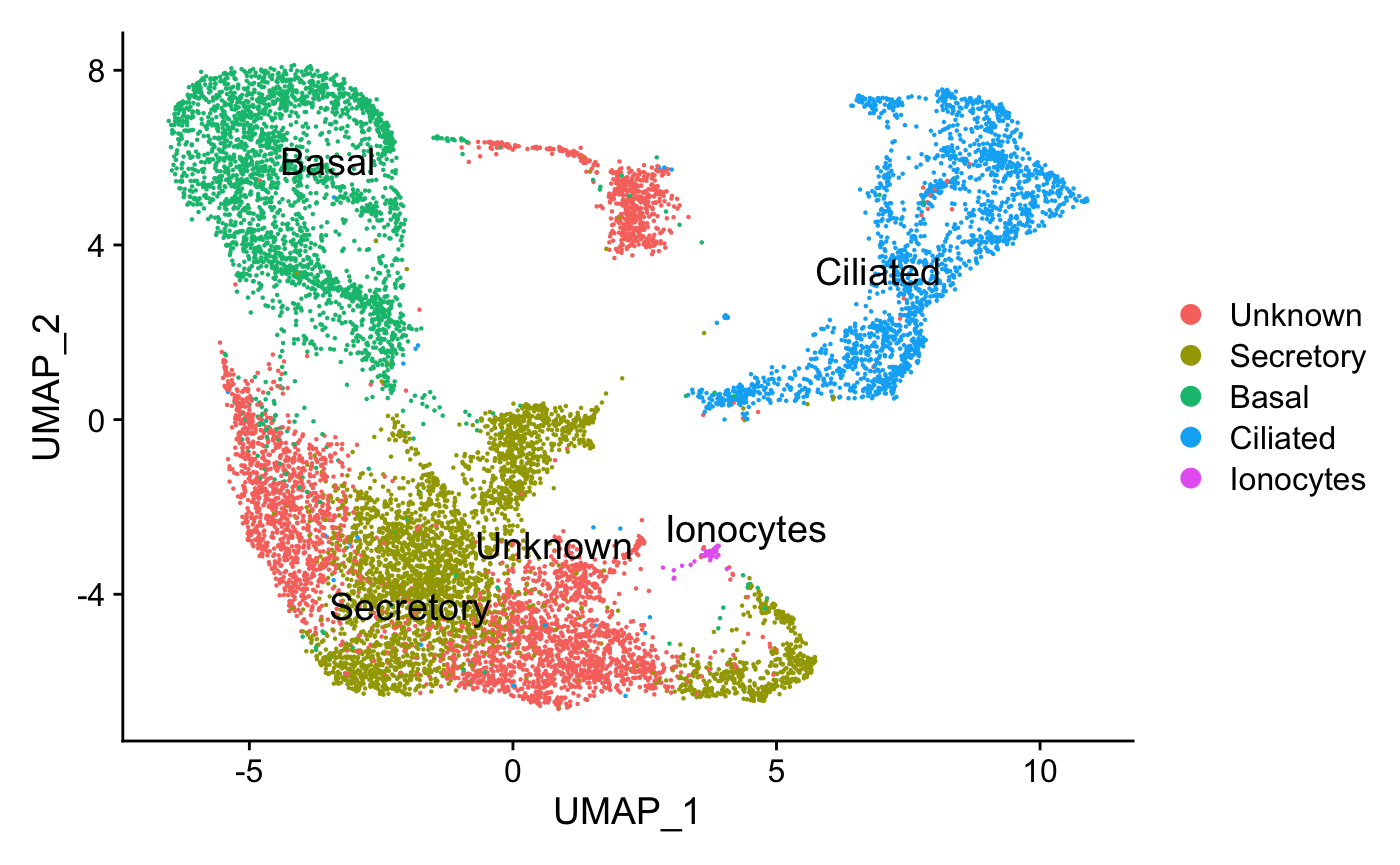 8
4
0
-4
UMAP_2
-5
0
5
10
UMAP_1
Basal
Ciliated
Ionocytes
Unknown
Secretory
Unknown
Secretory
Basal
Ciliated
Ionocytes